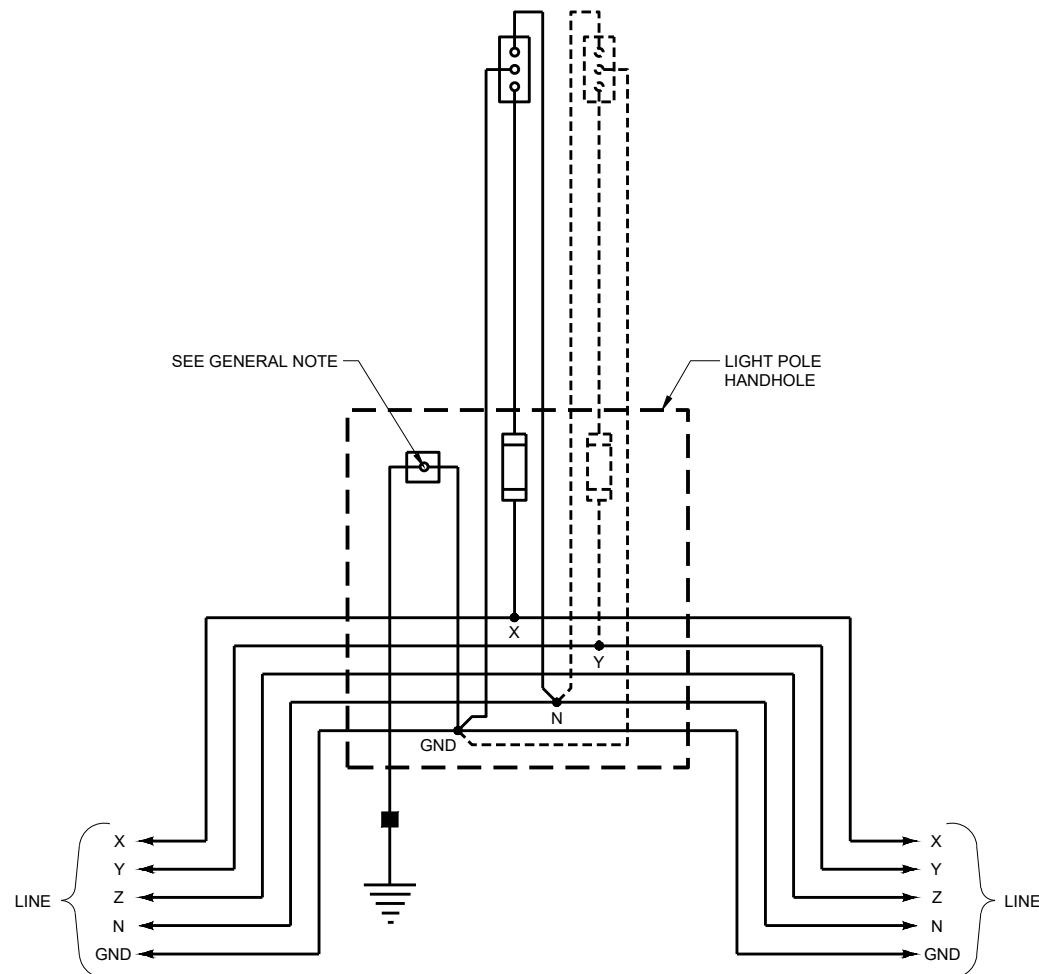 SEE GENERAL NOTE
LIGHT POLE
HANDHOLE
X
Y
N
GND
X
Y
Z
N
GND
LINE
X
Y
Z
N
GND
LINE